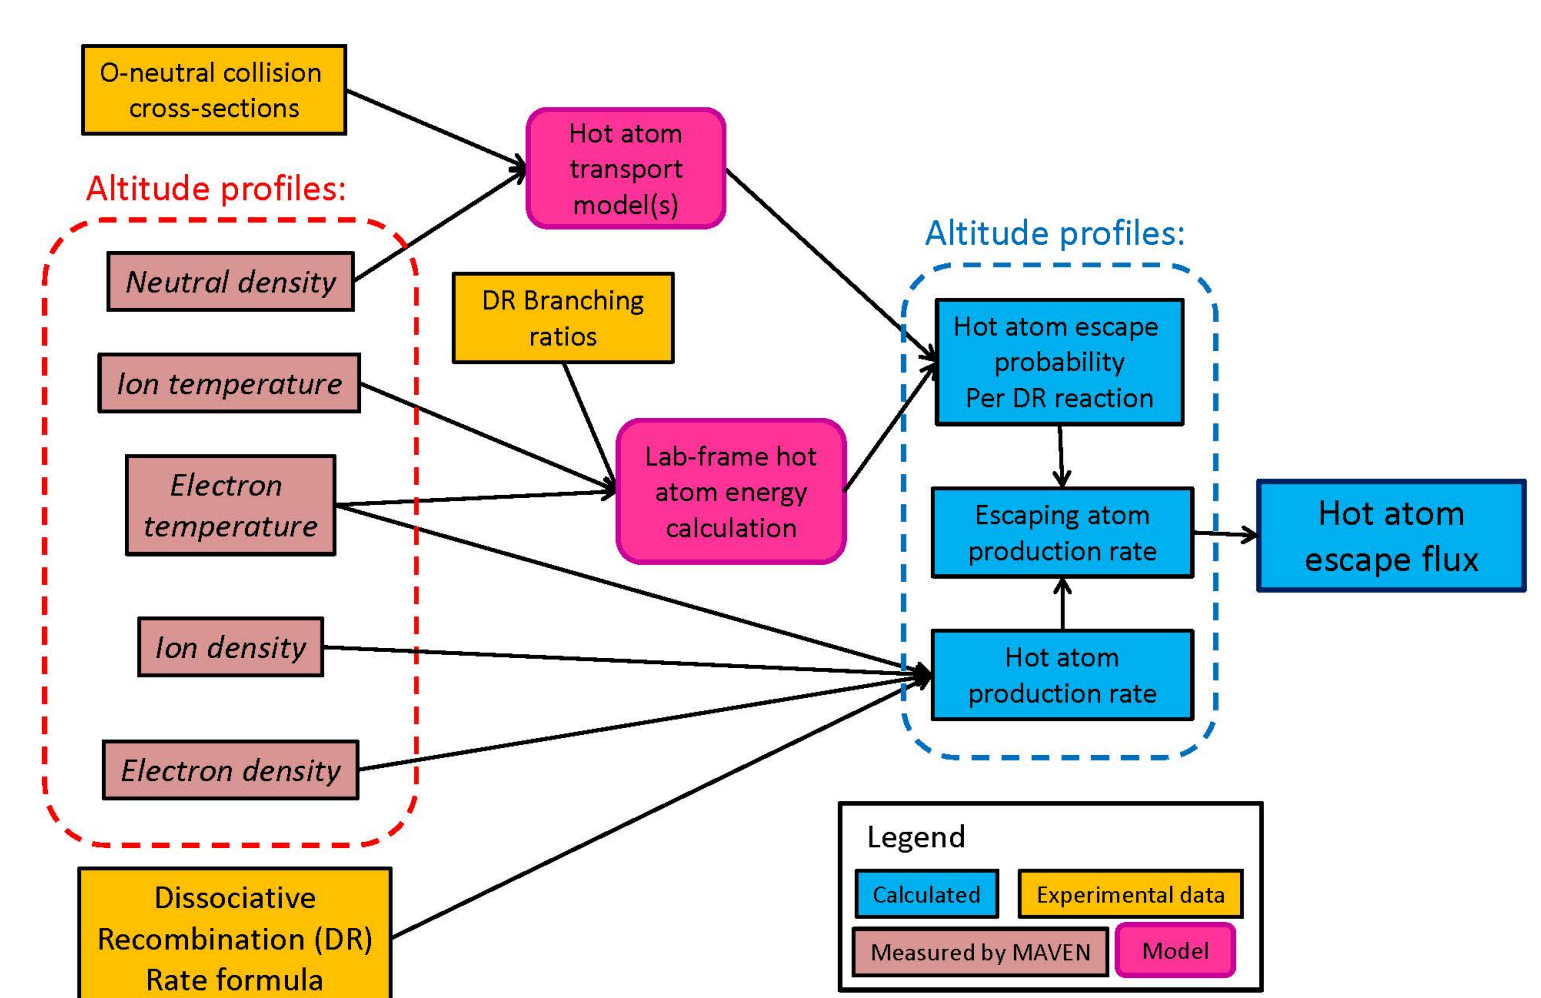 O-neutral collision
cross-sections
Hot atom
transport
model(s)
Altitude profiles:
Neutral density
Ion temperature
Electron
temperature
Ion density
Electron density
DR Branching
ratios
Lab-frame hot
atom energy
calculation
Dissociative
Recombination (DR)
Rate formula
Altitude profiles:
Hot atom escape
probability
Per DR reaction
Escaping atom
production rate
Hot atom
production rate
Hot atom
escape flux
Legend
Calculated
Experimental data
Measured by MAVEN
Model